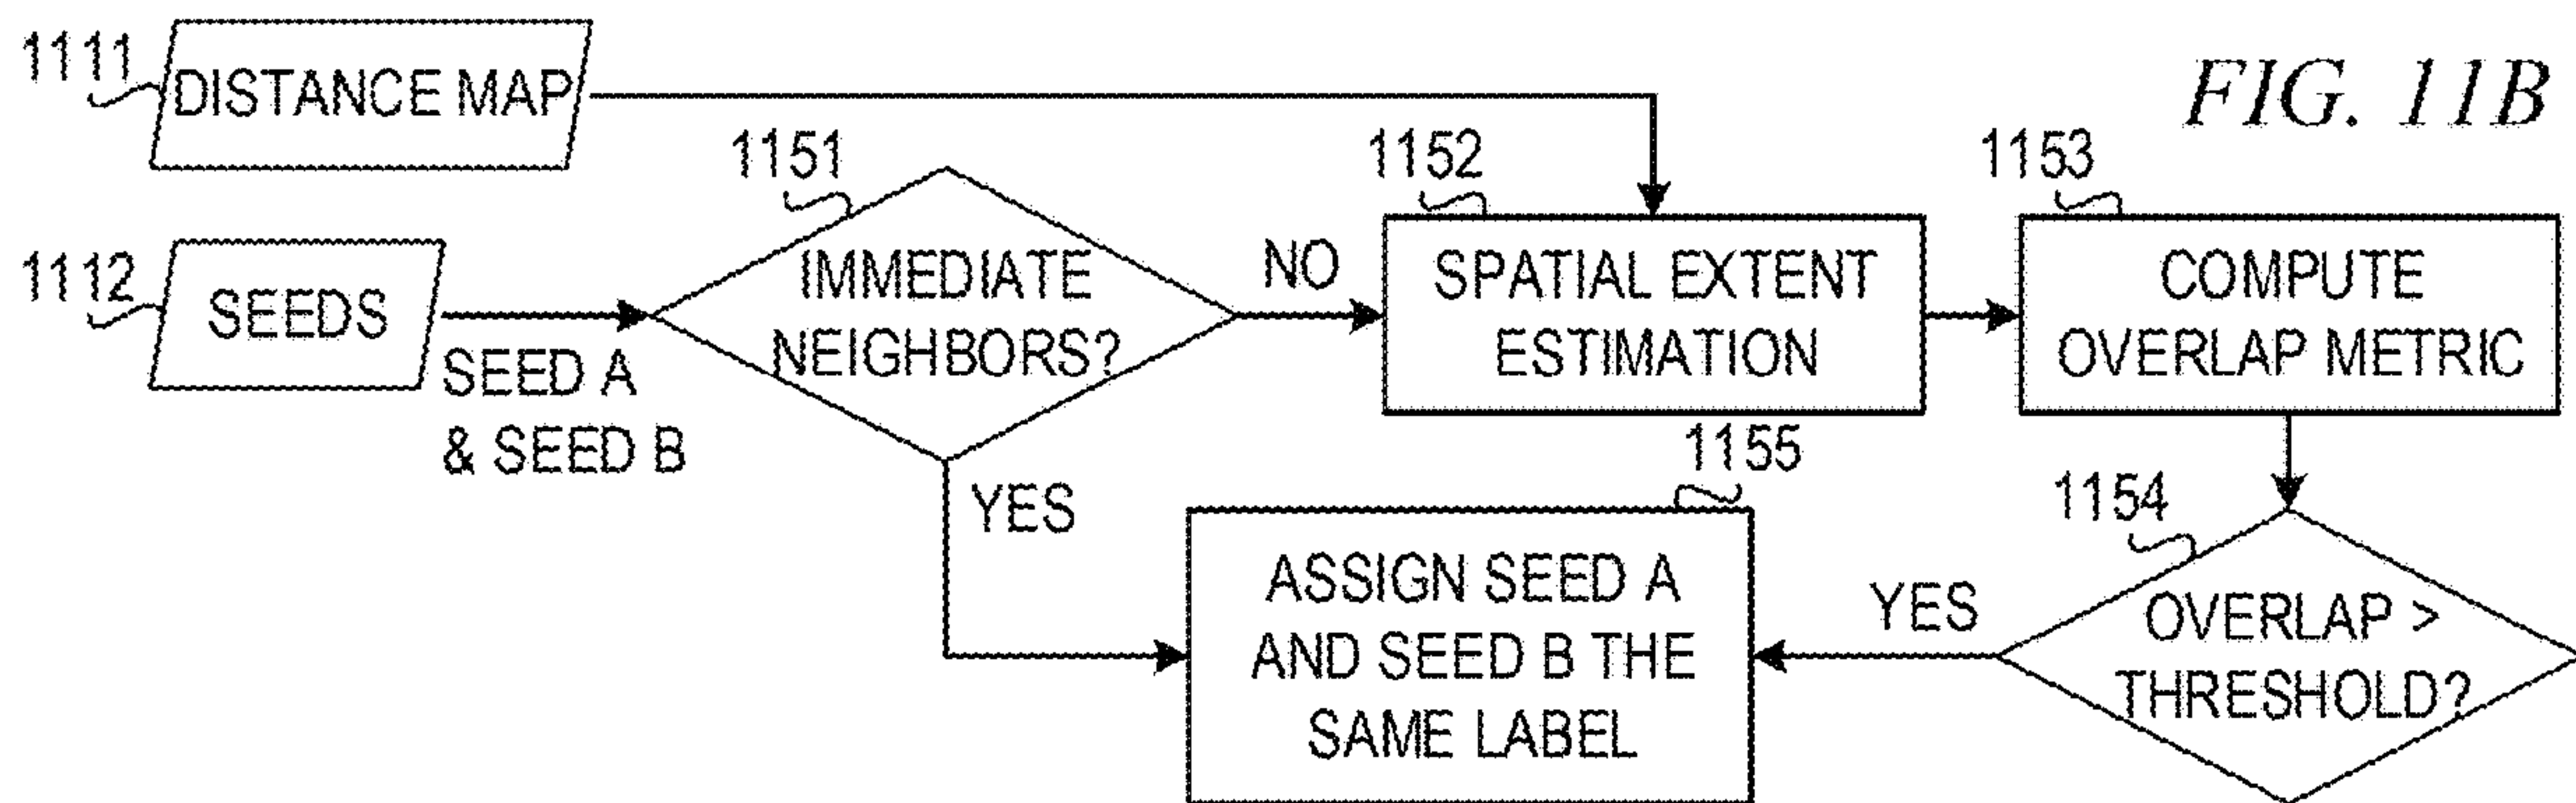 1111
DISTANCE MAP
FIG. 11B
1151
1152
1153
1112
SEEDS
SEED A
& SEED B
IMMEDIATE
NEIGHBORS?
NO
SPATIAL EXTENT
ESTIMATION
COMPUTE
OVERLAP METRIC
YES
1155
1154
ASSIGN SEED A
AND SEED B THE
SAME LABEL
YES
OVERLAP >
THRESHOLD?